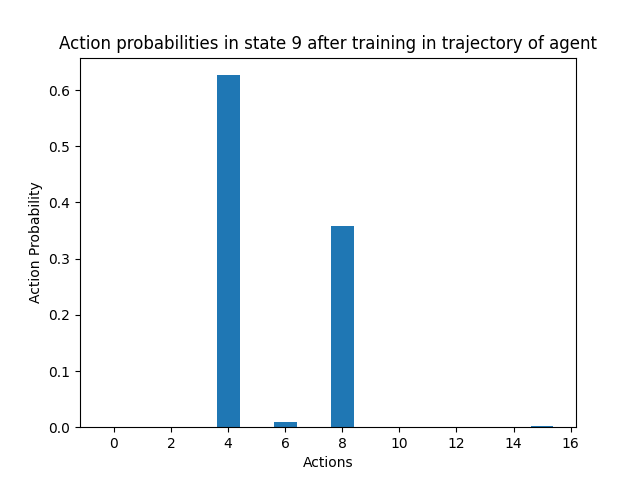 Action probabilities in state 9 after training in trajectory of agent
Action Probability
0.6
0.5
0.4
0.3
0.2
0.1
0.0
0 2 4 6 8 10 12 14 16
Actions